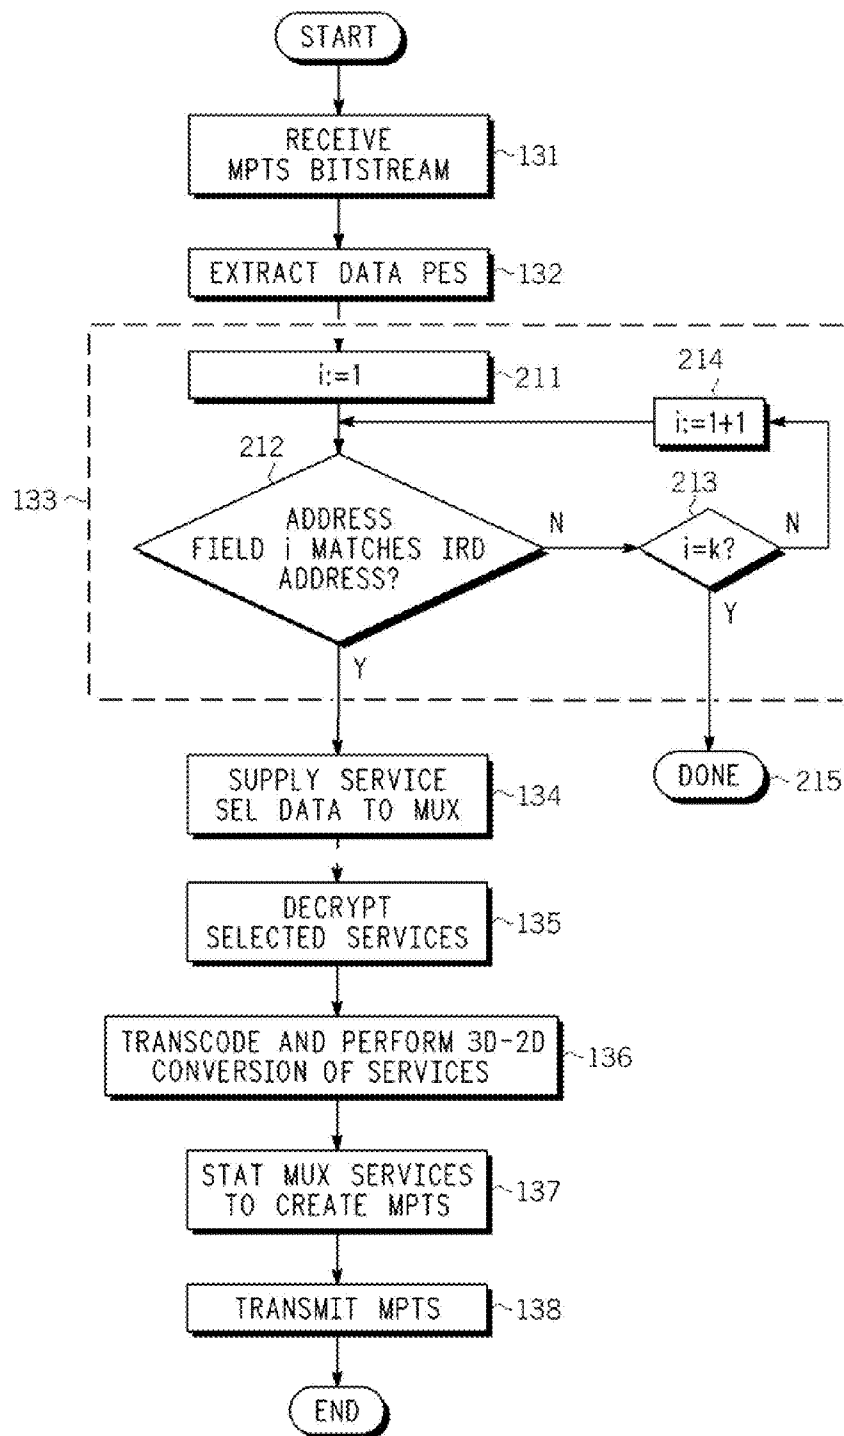 START
RECEIVE
MPTS BITSTREAM
131
EXTRACT DATA PES
132
i:=1
211
214
i:=1+1
212
133
ADDRESS
FIELD i MATCHES IRD
ADDRESS?
N
213
i=k?
N
Y
Y
SUPPLY SERVICE
SEL DATA TO MUX
134
DONE
215
DECRYPT
SELECTED SERVICES
135
TRANSCODE AND PERFORM 3D-2D
CONVERSION OF SERVICES
136
STAT MUX SERVICES
TO CREATE MPTS
137
TRANSMIT MPTS
138
END